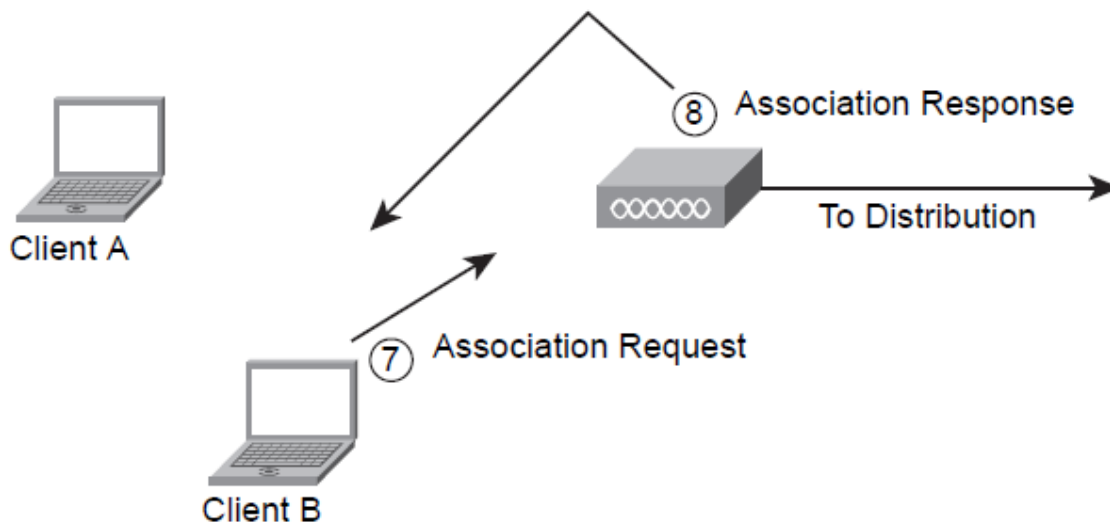 8 Association Response
To Distribution
Client A
7 Association Request
Client B